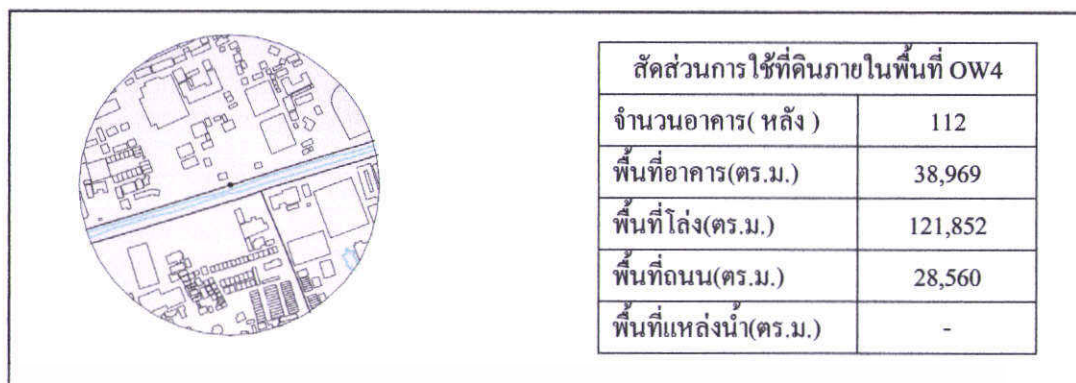 สัดส่วนการใช้ที่ดินภายในพื้นที่ OW4
จำนวนอาคาร( หลัง ) 112
พื้นที่อาคาร(ตร.ม.) 38,969
พื้นที่โล่ง(ตร.ม.) 121,852
พื้นที่ถนน(ตร.ม.) 28,560
พื้นที่แหล่งน้ำ(ตร.ม.) -